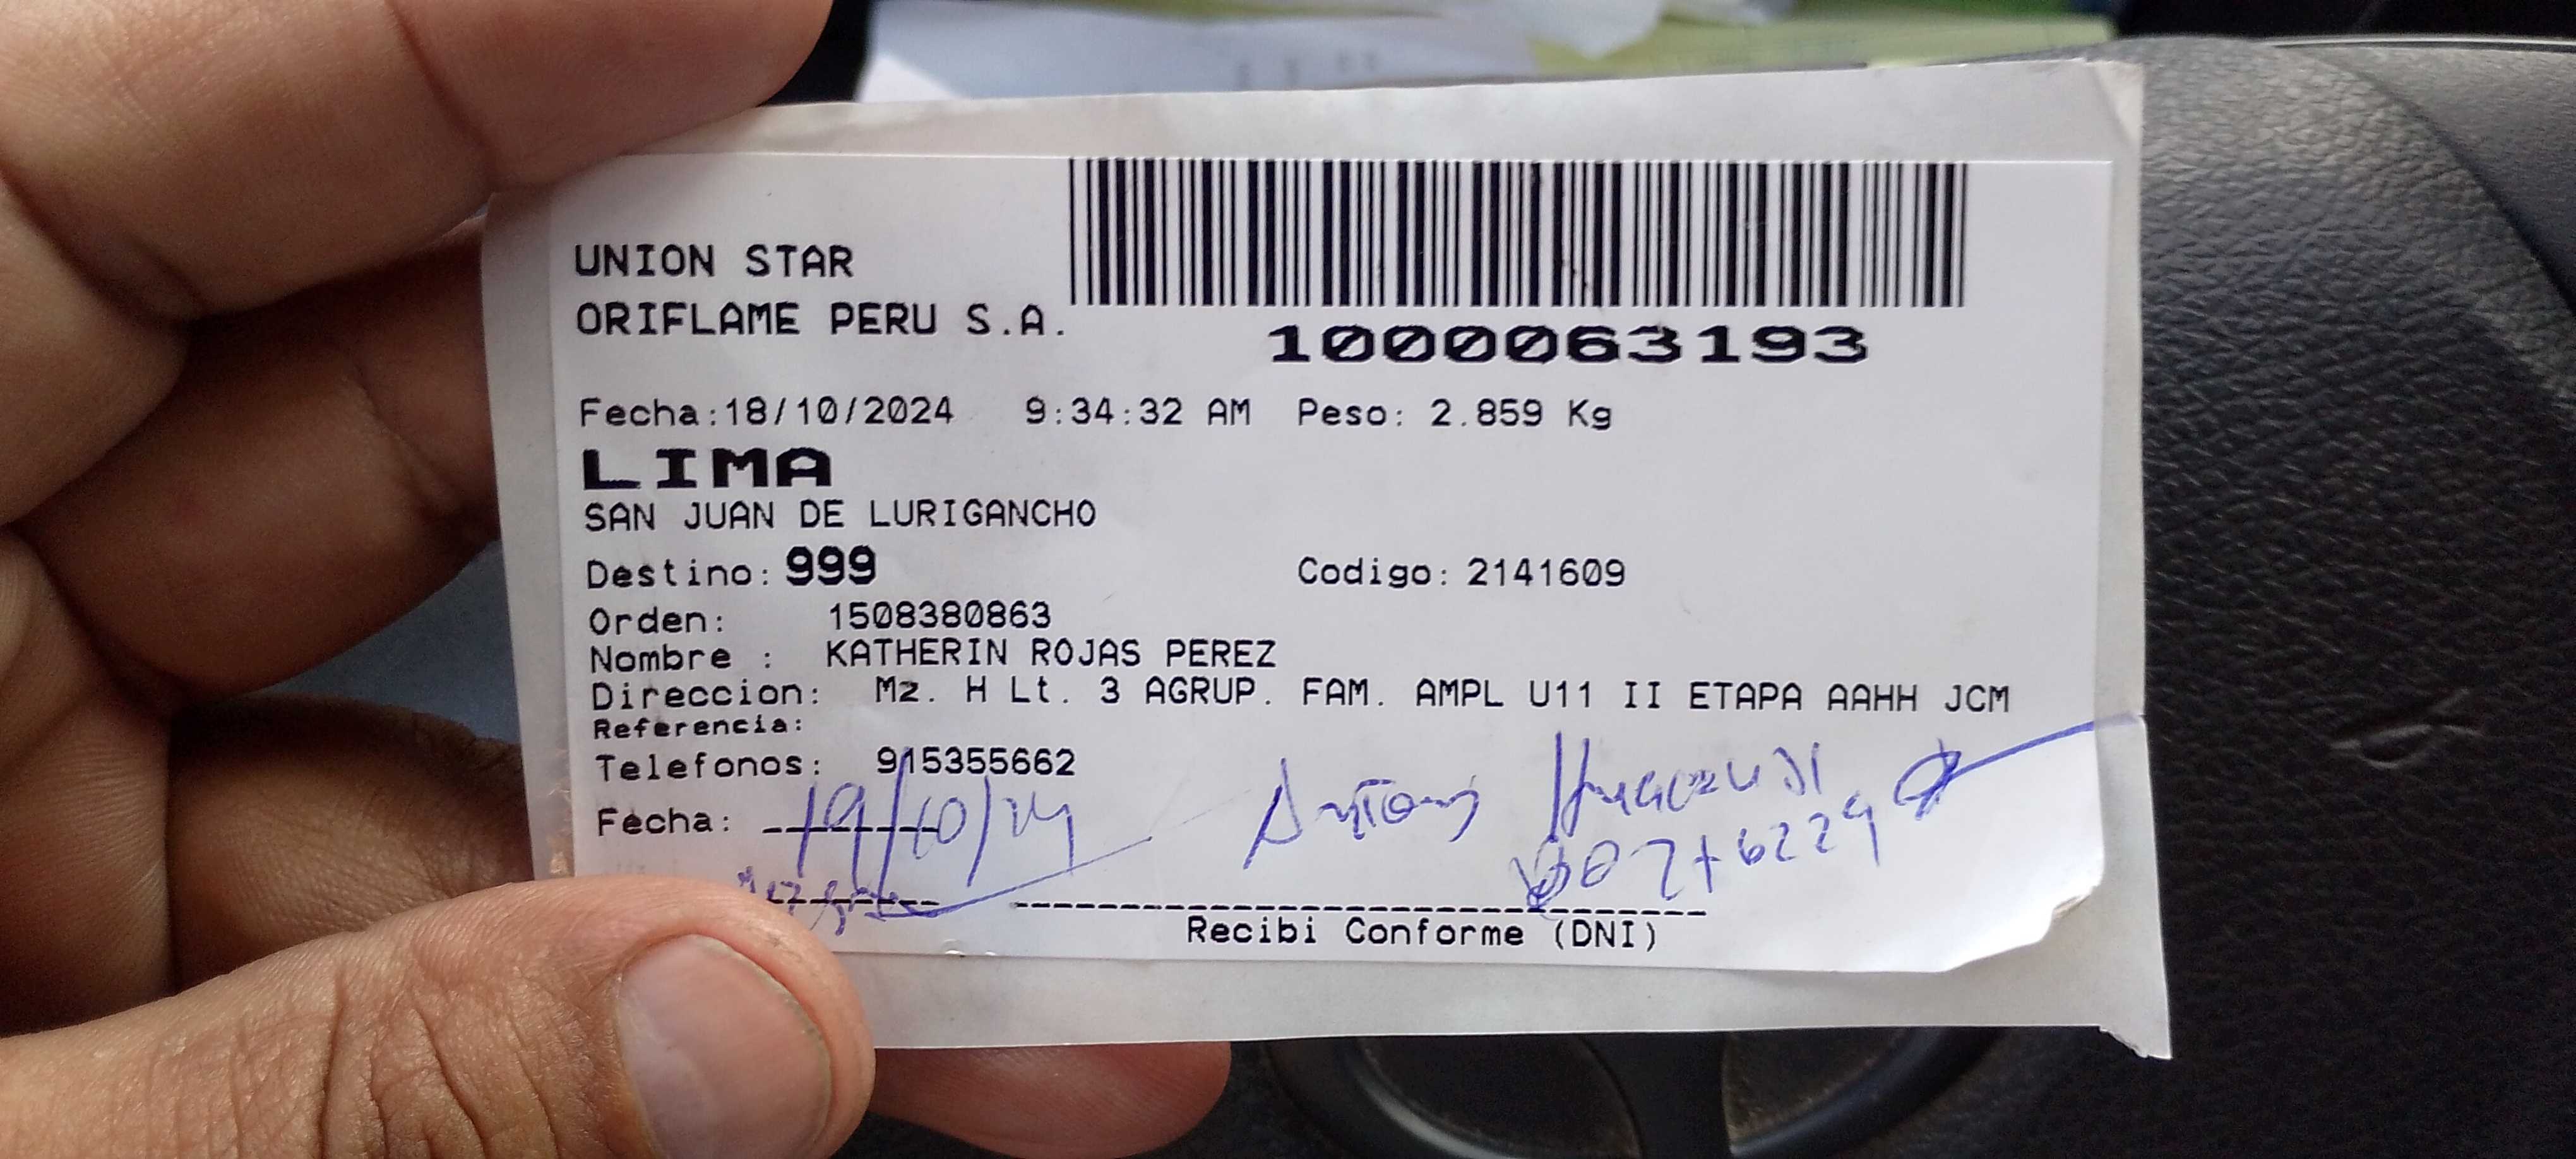 UNION STAR
ORIFLAME PERU S.A.
1000063193
Fecha:18/10/2024 9:34:32 AM Peso: 2.859 Kg
LIMA
SAN JUAN DE LURIGANCHO
Destino: 999 Codigo: 2141609
Orden: 1508380863
Nombre : KATHERIN ROJAS PEREZ
Direccion: Mz. H Lt. 3 AGRUP. FAM. AMPL U11 II ETAPA AAHH JCM
Referencia:
Telefonos: 915355662
Fecha: 19/10/24
Recibi Conforme (DNI)